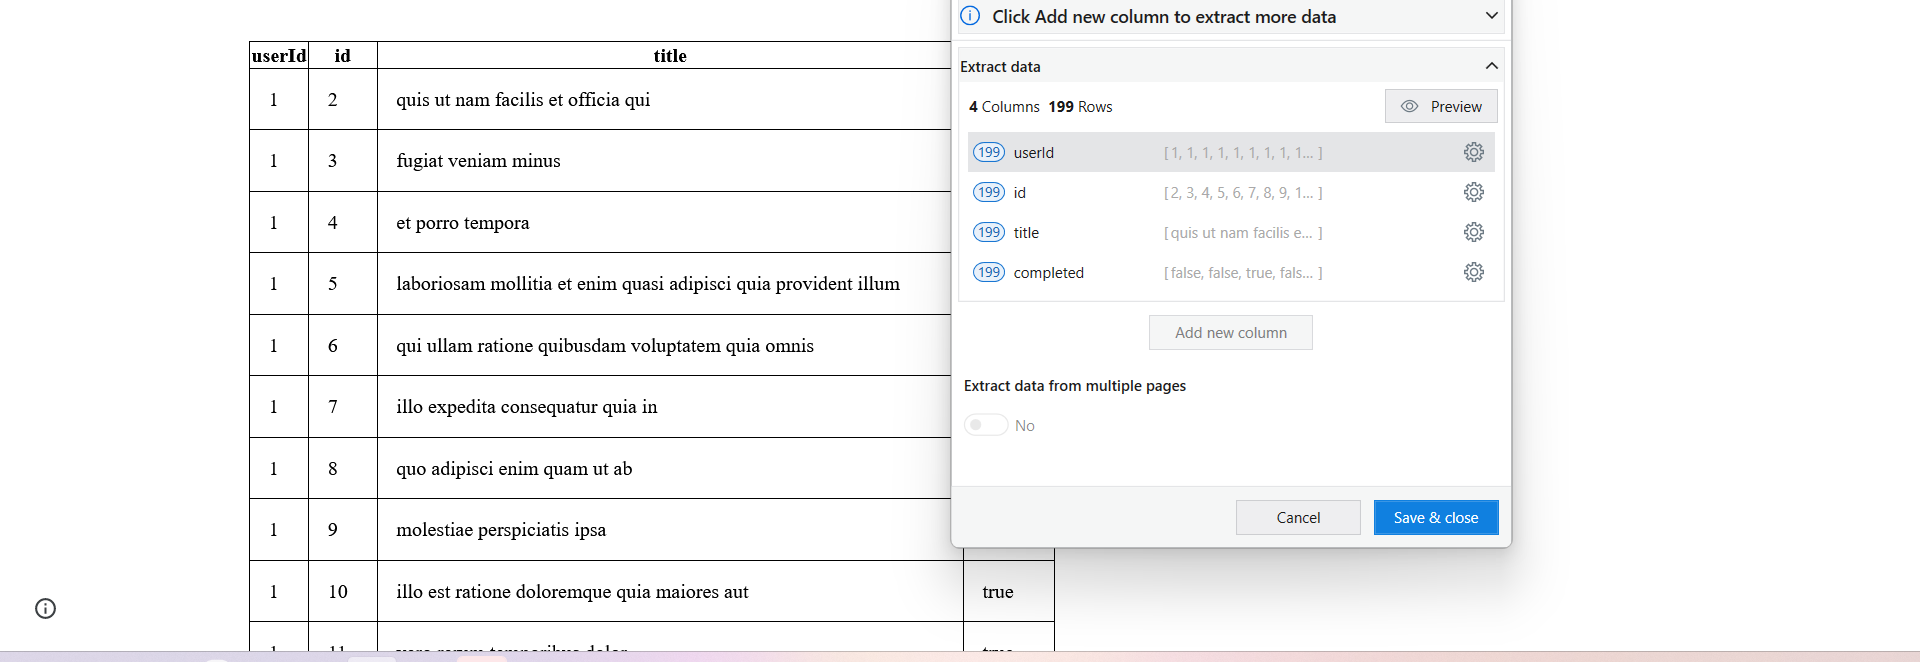 userId id title
1 2 quis ut nam facilis et officia qui
1 3 fugiat veniam minus
1 4 et porro tempora
1 5 laboriosam mollitia et enim quasi adipisci quia provident illum
1 6 qui ullam ratione quibusdam voluptatem quia omnis
1 7 illo expedita consequatur quia in
1 8 quo adipisci enim quam ut ab
1 9 molestiae perspiciatis ipsa
1 10 illo est ratione doloremque quia maiores aut true
Click Add new column to extract more data
Extract data
4 Columns 199 Rows
Preview
199 userId [ 1, 1, 1, 1, 1, 1, 1, 1, 1... ]
199 id [ 2, 3, 4, 5, 6, 7, 8, 9, 1... ]
199 title [ quis ut nam facilis e... ]
199 completed [ false, false, true, fals... ]
Add new column
Extract data from multiple pages
No
Cancel Save & close